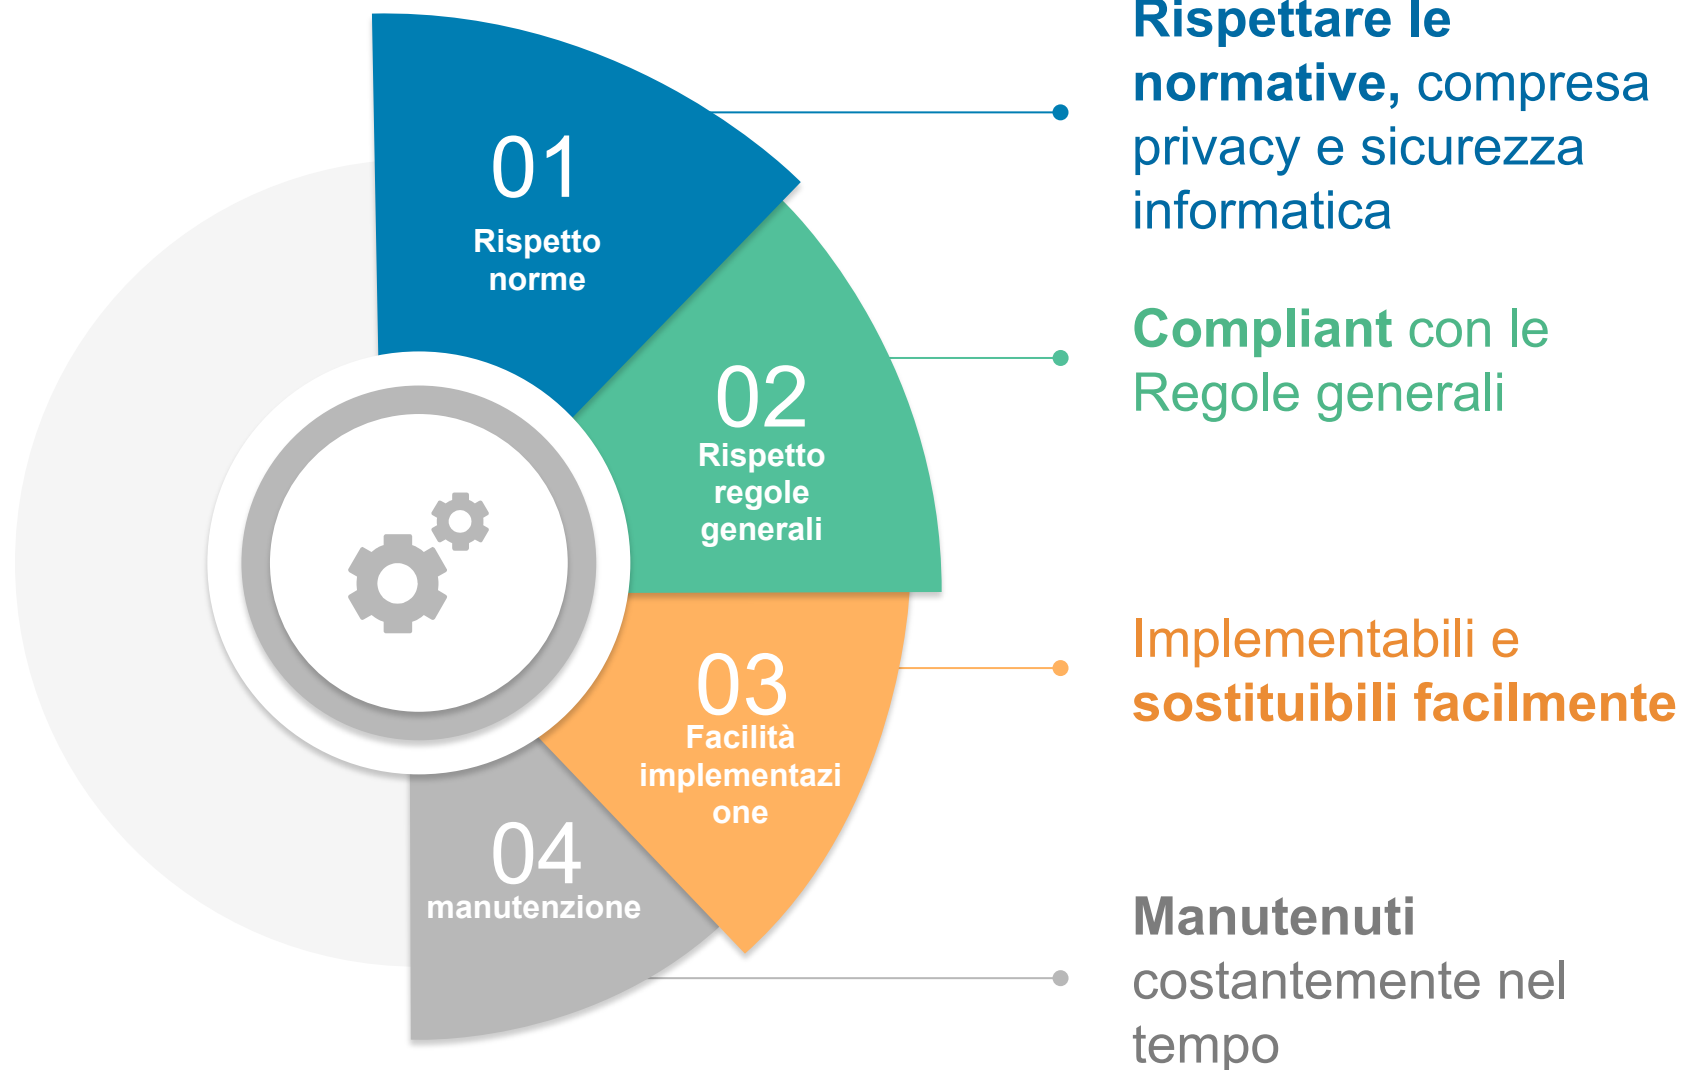 01
Rispetto
norme
Rispettare le
normative, compresa
privacy e sicurezza
informatica
02
Rispetto
regole
generali
Compliant con le
Regole generali
03
Facilità
implementazi
one
Implementabili e
sostituibili facilmente
04
manutenzione
Manutenuti
costantemente nel
tempo